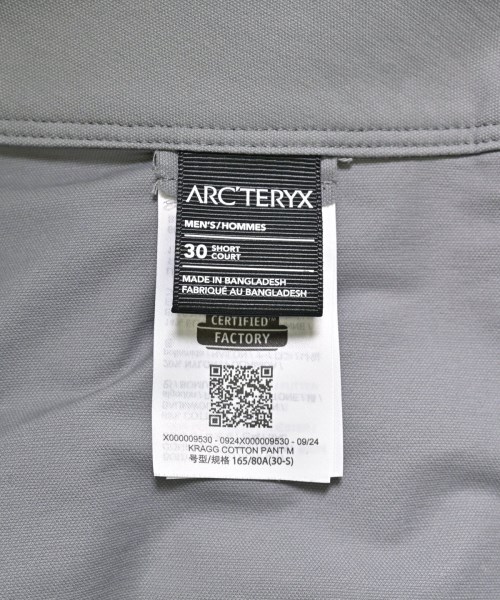 ARC'TERYX
MEN'S/HOMMES
30 SHORT
COURT
MADE IN BANGLADESH
FABRIQUÉ AU BANGLADESH
CERTIFIED™
FACTORY
X000009530 - 0924X000009530 - 09/24
KRAGG COTTON PANT M
号型/规格 165/80A(30-S)